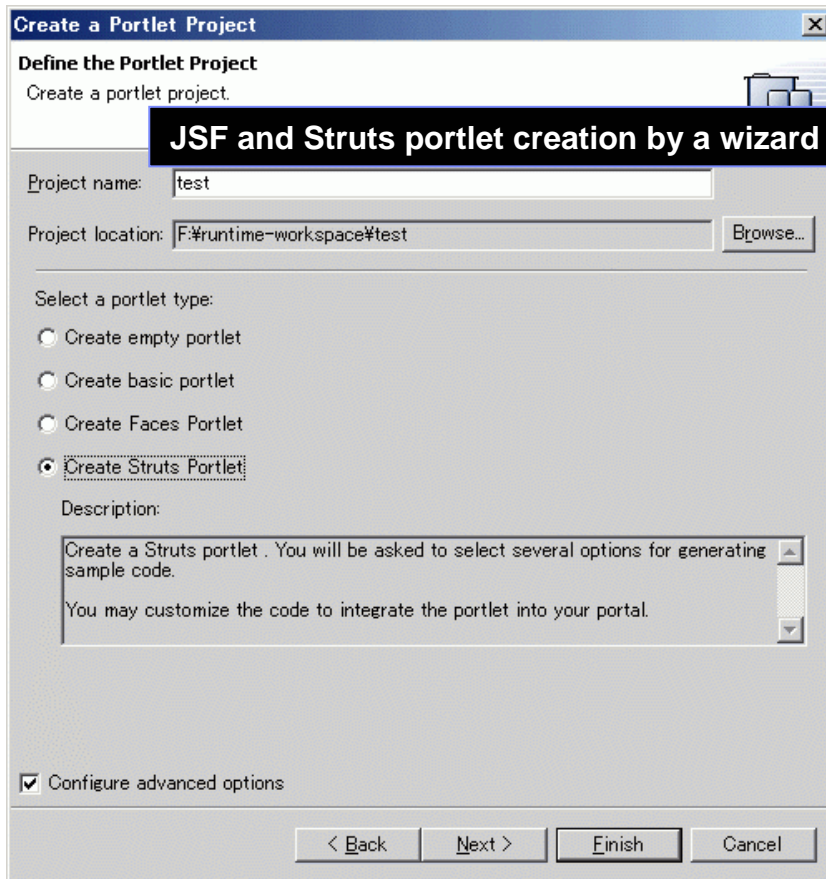 Create a Portlet Project
Define the Portlet Project
Create a portlet project.
JSF and Struts portlet creation by a wizard
Project name: test
Project location: F:¥runtime-workspace¥test Browse...
Select a portlet type:
Create empty portlet
Create basic portlet
Create Faces Portlet
Create Struts Portlet
Description:
Create a Struts portlet . You will be asked to select several options for generating
sample code.
You may customize the code to integrate the portlet into your portal.
Configure advanced options
< Back Next > Finish Cancel